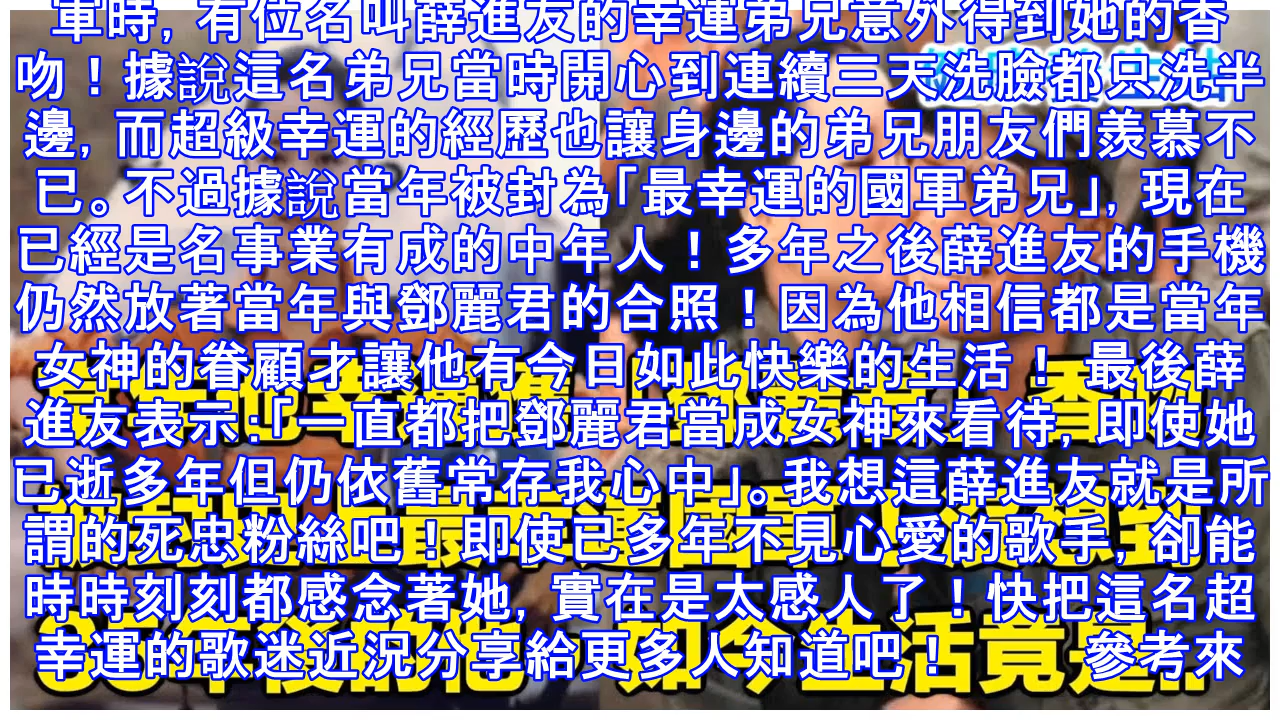 軍時, 有位名叫薛進友的幸運弟兄意外得到她的香
吻！據說這名弟兄當時開心到連續三天洗臉都只洗半
邊, 而超級幸運的經歷也讓身邊的弟兄朋友們羨慕不
已。不過據說當年被封為「最幸運的國軍弟兄」, 現在
已經是名事業有成的中年人！多年之後薛進友的手機
仍然放著當年與鄧麗君的合照！因為他相信都是當年
女神的眷顧才讓他有今日如此快樂的生活！ 最後薛
進友表示:「一直都把鄧麗君當成女神來看待, 即使她
已逝多年但仍依舊常存我心中」。我想這薛進友就是所
謂的死忠粉絲吧！即使已多年不見心愛的歌手, 卻能
時時刻刻都感念著她, 實在是太感人了！快把這名超
幸運的歌迷近況分享給更多人知道吧！ 參考來
如今生活竟是..